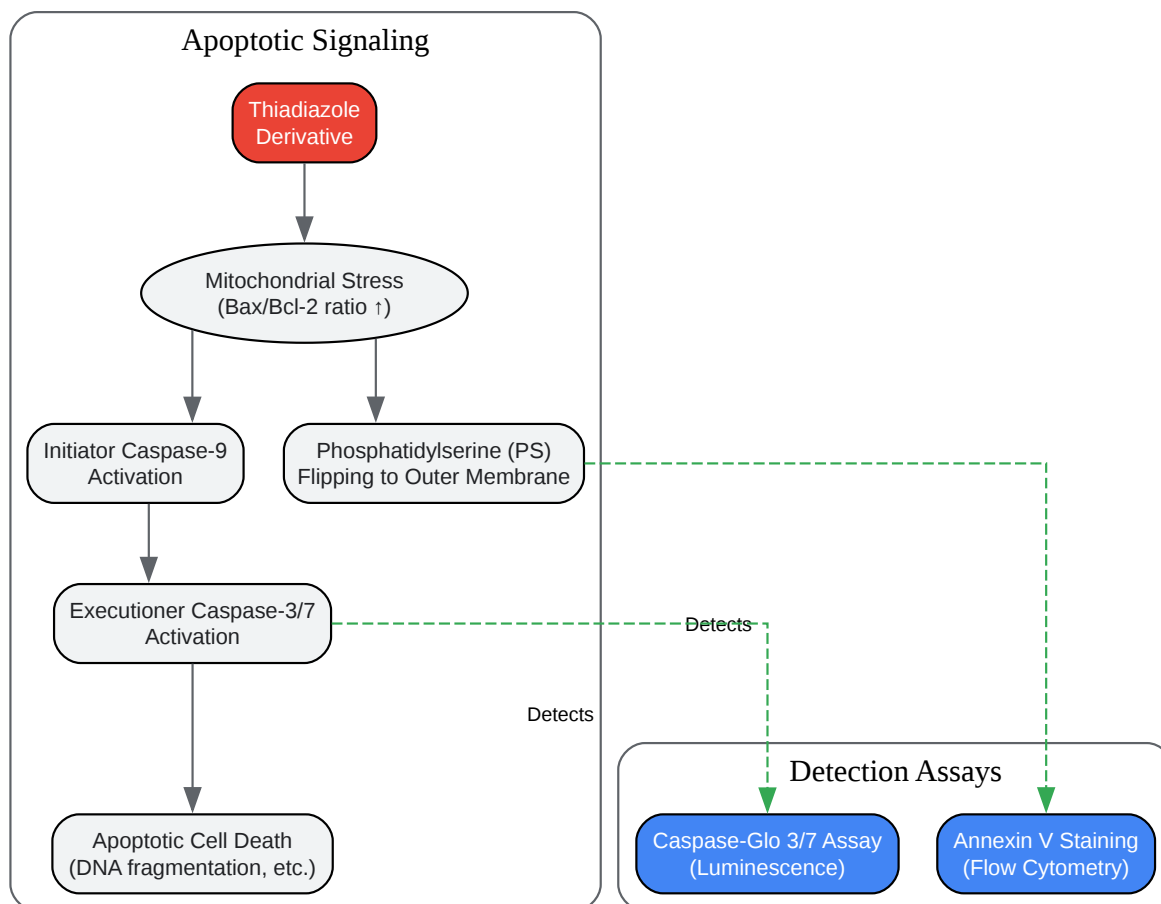 Apoptotic Signaling
Thiadiazole
Derivative
Mitochondrial Stress
(Bax/Bcl-2 ratio ↑)
Initiator Caspase-9
Activation
Phosphatidylserine (PS)
Flipping to Outer Membrane
Executioner Caspase-3/7
Activation
Detects
Detects
Detection Assays
Apoptotic Cell Death
(DNA fragmentation, etc.)
Caspase-Glo 3/7 Assay
(Luminescence)
Annexin V Staining
(Flow Cytometry)